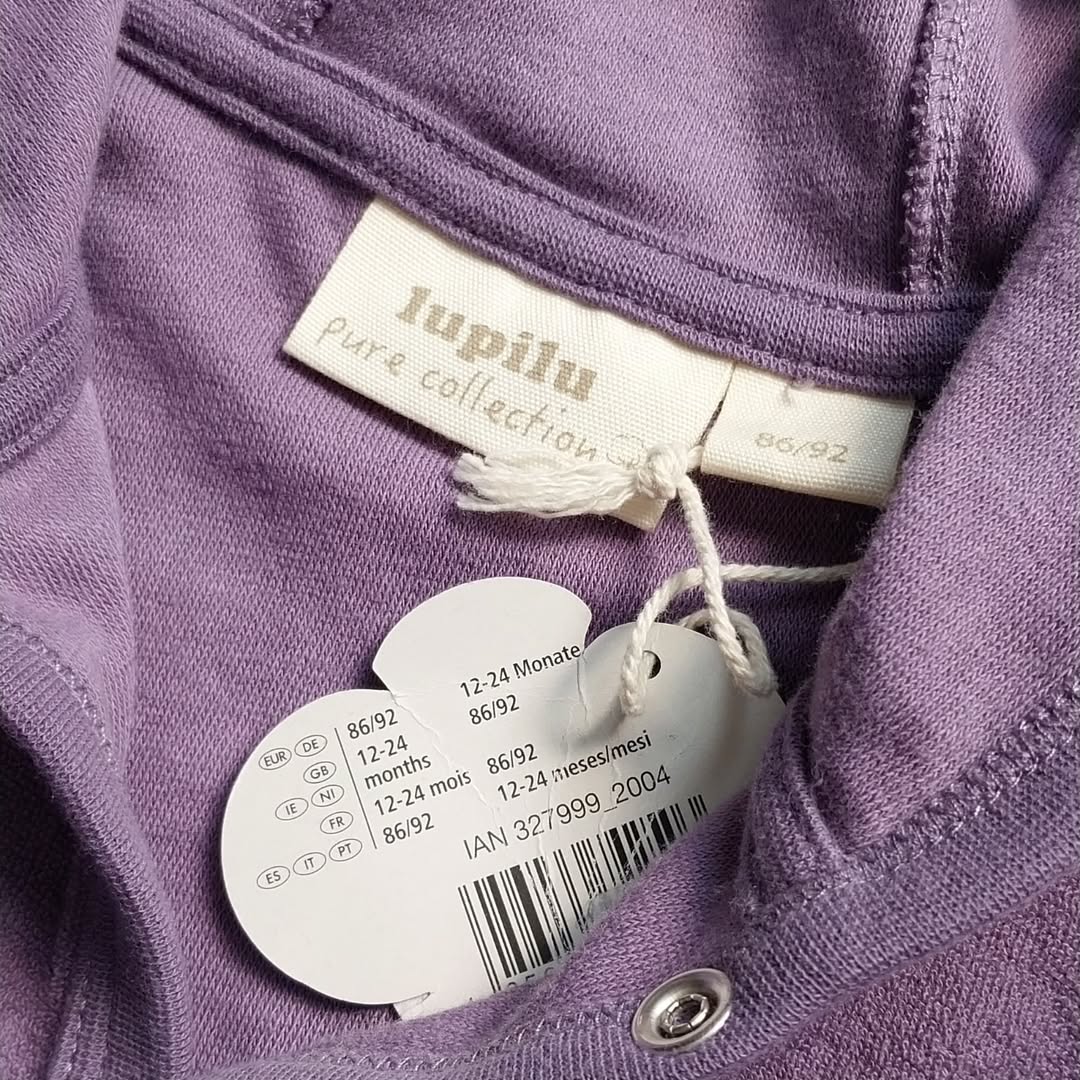 lupilu
pure collection
86/92
12-24 Monate
86/92
EUR DE
86/92
GB
12-24
months
IE NI
12-24 mois
FR
86/92
ES IT PT
86/92
12-24 meses/mesi
IAN 327999_2004